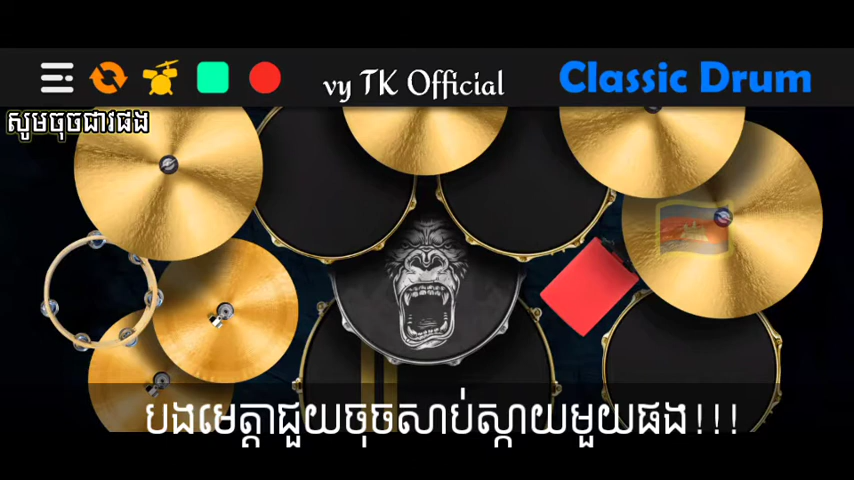 vy TK Official
Classic Drum
សូមចុចជាវផង
បងមេត្តាជួយចុចសាប់ស្កាយមួយផង!!!